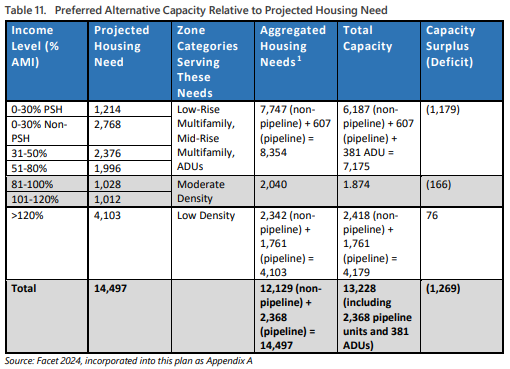 Table 11. Preferred Alternative Capacity Relative to Projected Housing Need
Income Level (% AMI) | Projected Housing Need | Zone Categories Serving These Needs | Aggregated Housing Needs1 | Total Capacity | Capacity Surplus (Deficit)
0-30% PSH | 1,214 | Low-Rise Multifamily, Mid-Rise Multifamily, ADUs | 7,747 (non-pipeline) + 607 (pipeline) = 8,354 | 6,187 (non-pipeline) + 607 (pipeline) + 381 ADU = 7,175 | (1,179)
0-30% Non-PSH | 2,768
31-50% | 2,376
51-80% | 1,996
81-100% | 1,028 | Moderate Density | 2,040 | 1.874 | (166)
101-120% | 1,012
>120% | 4,103 | Low Density | 2,342 (non-pipeline) + 1,761 (pipeline) = 4,103 | 2,418 (non-pipeline) + 1,761 (pipeline) = 4,179 | 76
Total | 14,497 | 12,129 (non-pipeline) + 2,368 (pipeline) = 14,497 | 13,228 (including 2,368 pipeline units and 381 ADUs) | (1,269)
Source: Facet 2024, incorporated into this plan as Appendix A